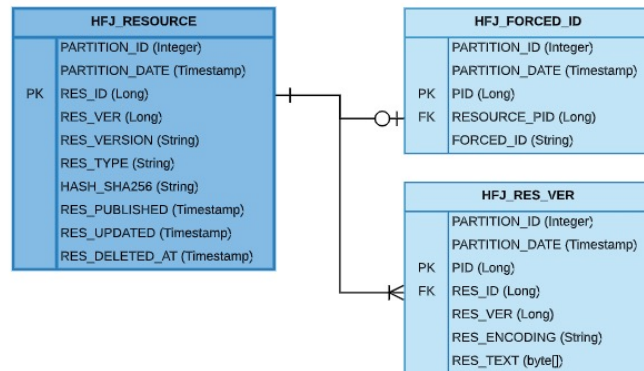 HFJ_RESOURCE
PARTITION_ID (Integer)
PARTITION_DATE (Timestamp)
PK RES_ID (Long)
RES_VER (Long)
RES_VERSION (String)
RES_TYPE (String)
HASH_SHA256 (String)
RES_PUBLISHED (Timestamp)
RES_UPDATED (Timestamp)
RES_DELETED_AT (Timestamp)
HFJ_FORCED_ID
PARTITION_ID (Integer)
PARTITION_DATE (Timestamp)
PK PID (Long)
FK RESOURCE_PID (Long)
FORCED_ID (String)
HFJ_RES_VER
PARTITION_ID (Integer)
PARTITION_DATE (Timestamp)
PK PID (Long)
FK RES_ID (Long)
RES_VER (Long)
RES_ENCODING (String)
RES_TEXT (byte[])